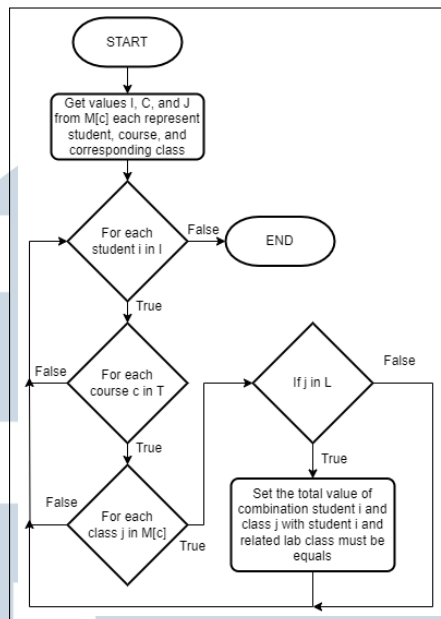 START
Get values I, C, and J
from M[c] each represent
student, course, and
corresponding class
For each
student i in I
False
END
True
For each
course c in T
False
If j in L
False
True
True
For each
class j in M[c]
False
True
Set the total value of
combination student i and
class j with student i and
related lab class must be
equals